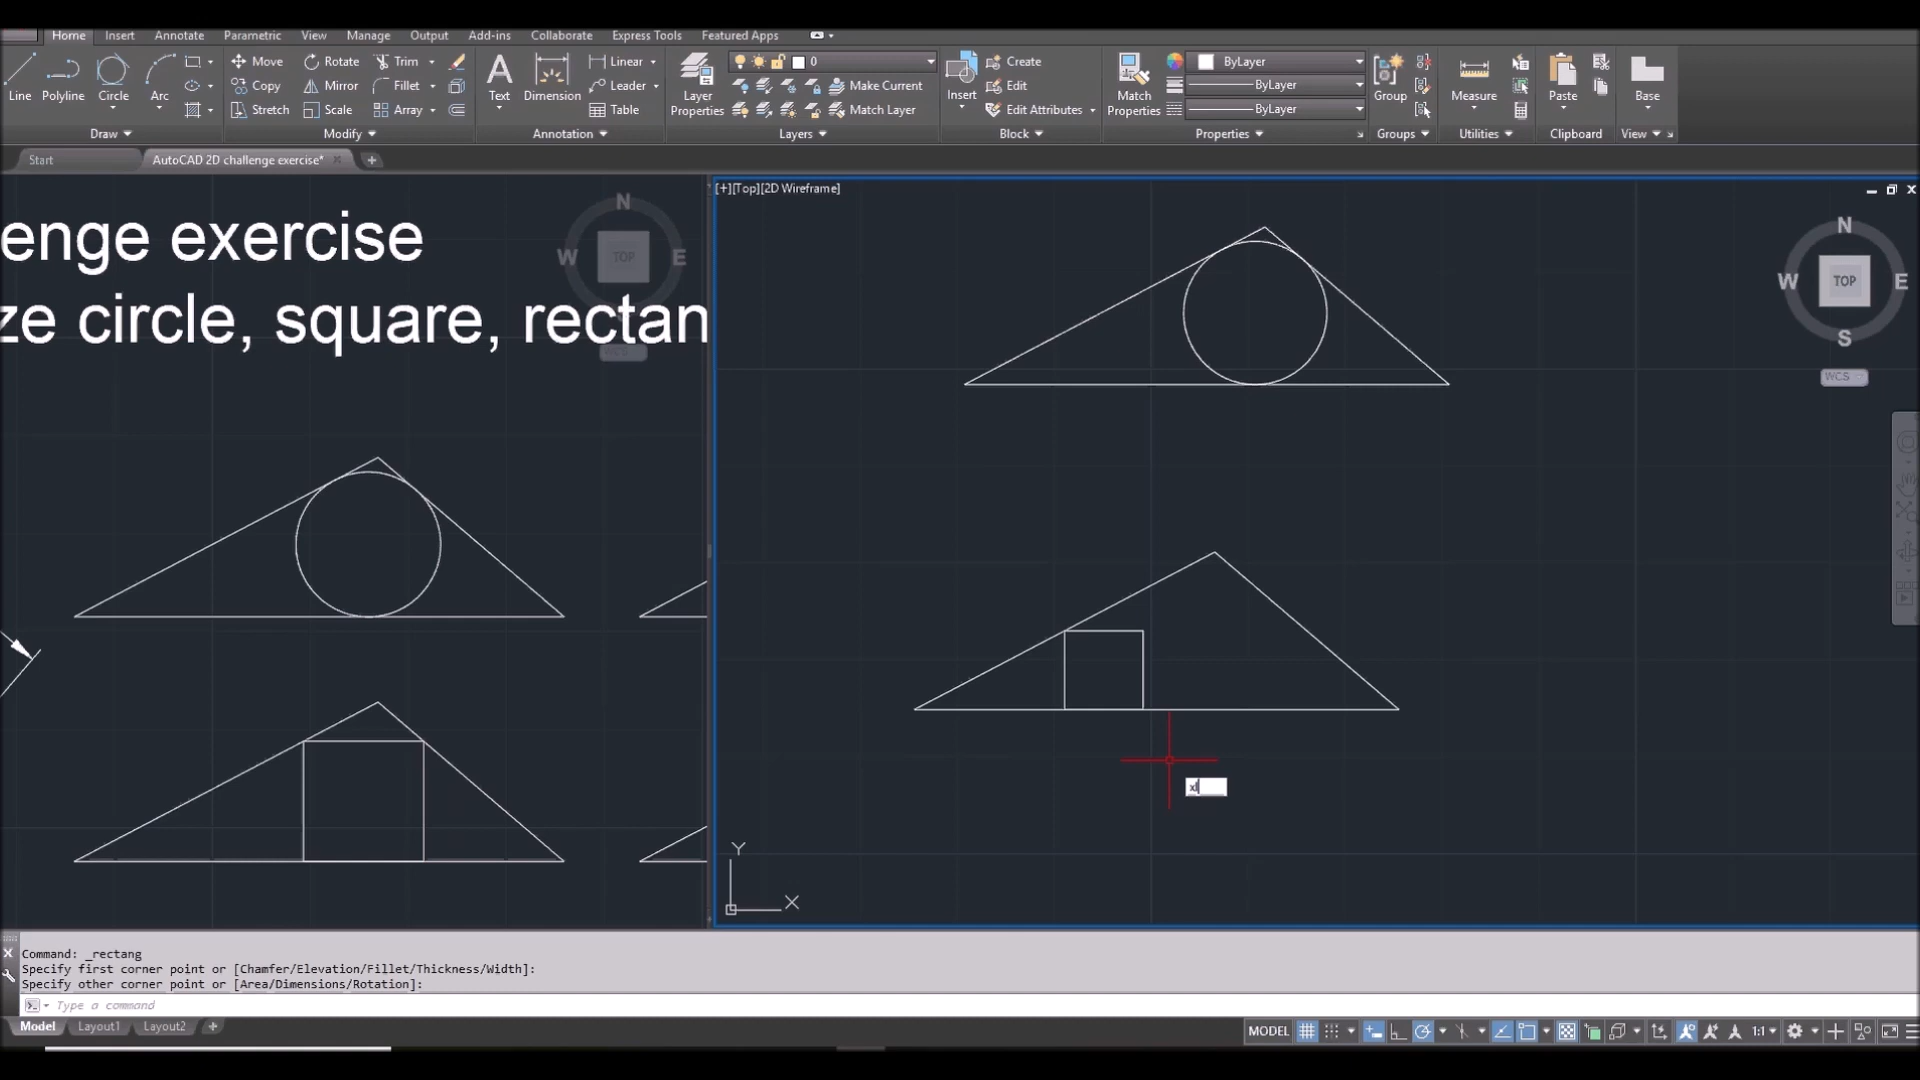 Home Insert Annotate Parametric View Manage Output Add-ins Collaborate Express Tools Featured Apps
Line Polyline Circle Arc
Move Rotate Trim
Copy Mirror Fillet
Stretch Scale Array
Text Dimension
Linear
Leader
Table
Layer Properties
0
Make Current
Match Layer
Insert
Create
Edit
Edit Attributes
Match Properties
ByLayer
ByLayer
ByLayer
Group
Measure
Paste
Base
Draw Modify Annotation Layers Block Properties Groups Utilities Clipboard View
Start AutoCAD 2D challenge exercise*
[+][Top][2D Wireframe]
N
W TOP E
WCS
N
W TOP E
S
WCS
enge exercise
ze circle, square, rectan
xl
Y
X
Command: _rectang
Specify first corner point or [Chamfer/Elevation/Fillet/Thickness/Width]:
Specify other corner point or [Area/Dimensions/Rotation]:
Type a command
Model Layout1 Layout2
MODEL 1:1